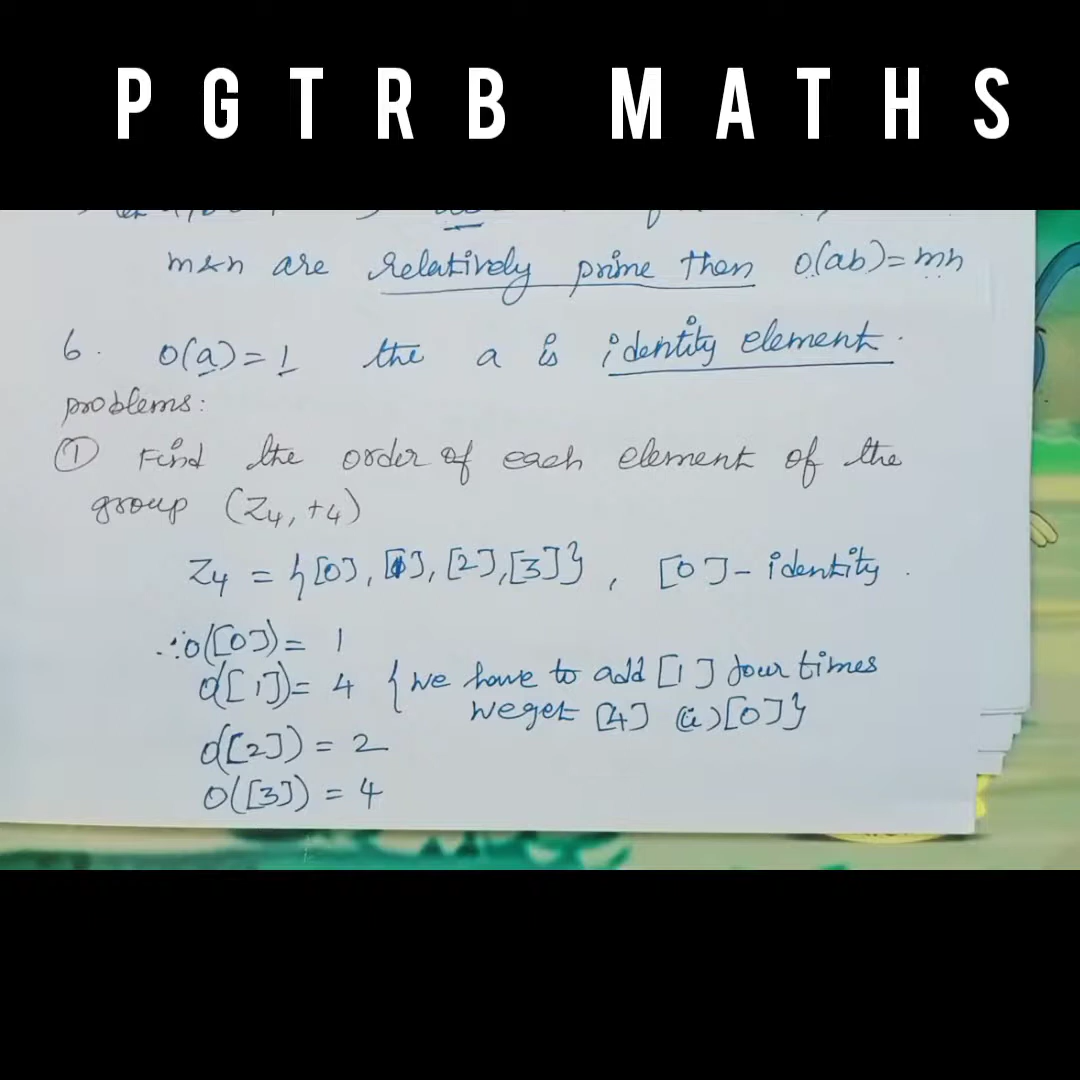 PGTRB MATHS
m&n are relatively prime then o(ab)=mn
6. o(a)=1 the a is identity element.
problems:
① Find the order of each element of the
group (Z4, +4)
Z4 = {[0], [1], [2], [3]}, [0]-identity.
∴o([0])= 1
o([1])= 4 {we have to add [1] four times
we get [4] (i.e) [0]}
o([2]) = 2
o([3]) = 4